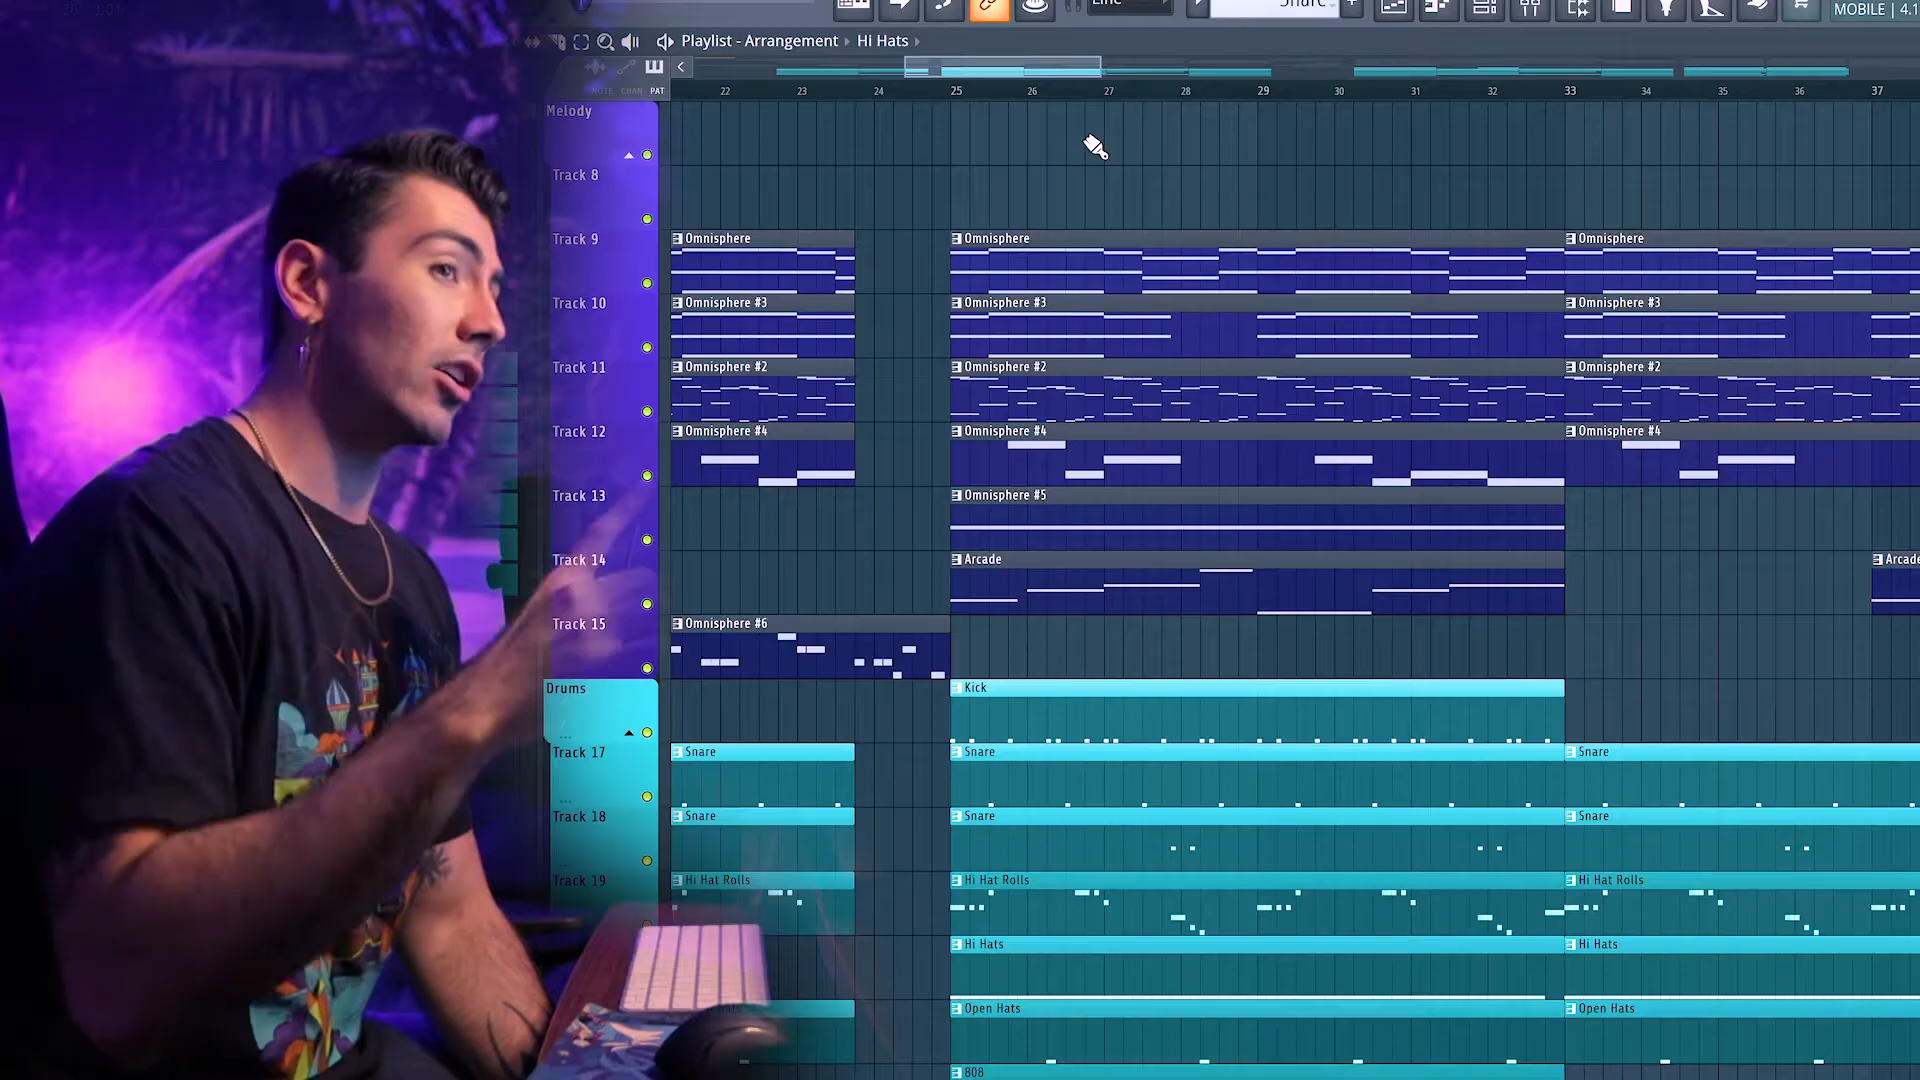 Line
Snare
MOBILE | 4.1
Playlist - Arrangement › Hi Hats ›
NOTE CHAN PAT
22 23 24 25 26 27 28 29 30 31 32 33 34 35 36 37
Melody
Track 8
Track 9
Omnisphere Omnisphere Omnisphere
Track 10
Omnisphere #3 Omnisphere #3 Omnisphere #3
Track 11
Omnisphere #2 Omnisphere #2 Omnisphere #2
Track 12
Omnisphere #4 Omnisphere #4 Omnisphere #4
Track 13
Omnisphere #5
Track 14
Arcade Arcade
Track 15
Omnisphere #6
Drums
Kick
Track 17
Snare Snare Snare
Track 18
Snare Snare Snare
Track 19
Hi Hat Rolls Hi Hat Rolls Hi Hat Rolls
Hi Hats Hi Hats
Open Hats Open Hats
808